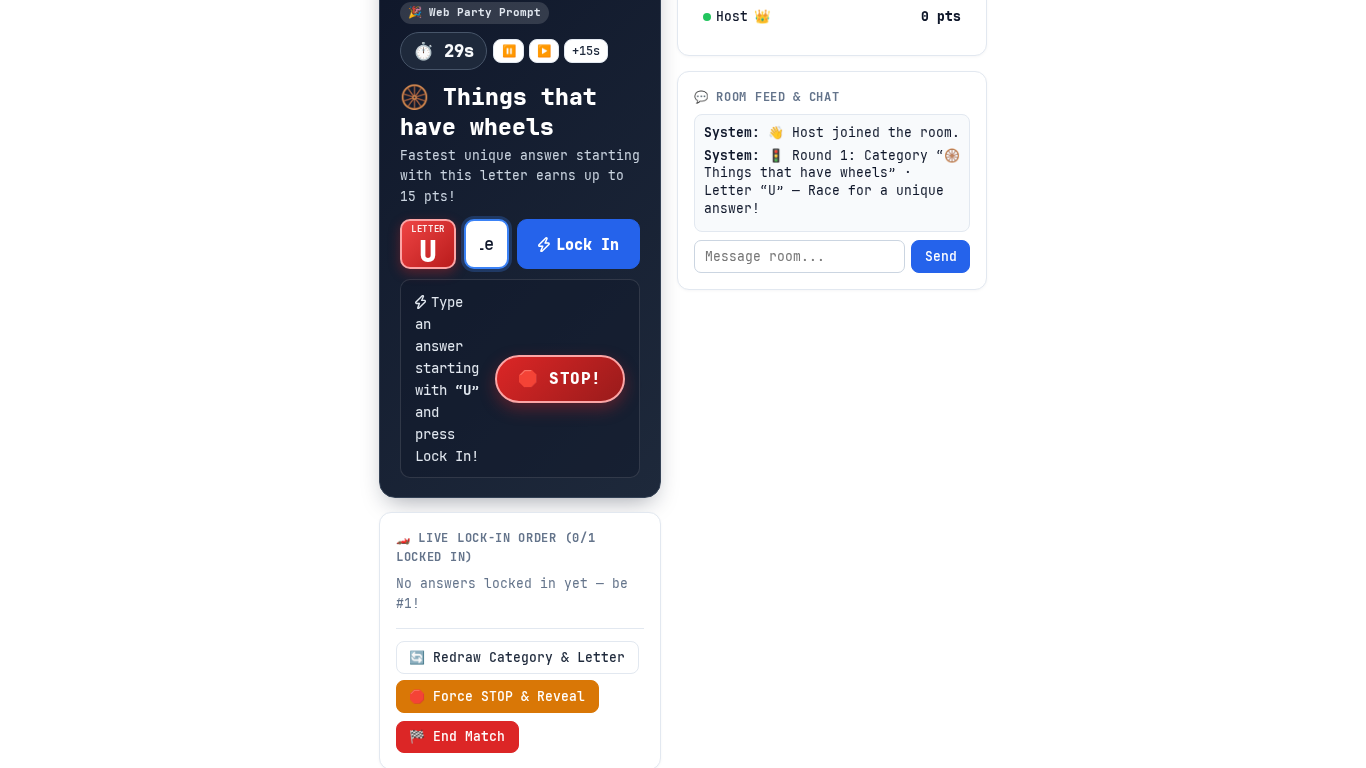 🎉 Web Party Prompt
⏱️ 29s
⏸️
▶️
+15s
🛞 Things that
have wheels
Fastest unique answer starting
with this letter earns up to
15 pts!
LETTER
U
Lock In
Type
an
answer
starting
with “U”
and
press
Lock In!
🛑 STOP!
🏎️ LIVE LOCK-IN ORDER (0/1
LOCKED IN)
No answers locked in yet — be
#1!
🔄 Redraw Category & Letter
🛑 Force STOP & Reveal
🏁 End Match
Host 👑 0 pts
💬 ROOM FEED & CHAT
System: 👋 Host joined the room.
System: 🚦 Round 1: Category “🛞
Things that have wheels” ·
Letter “U” — Race for a unique
answer!
Message room...
Send